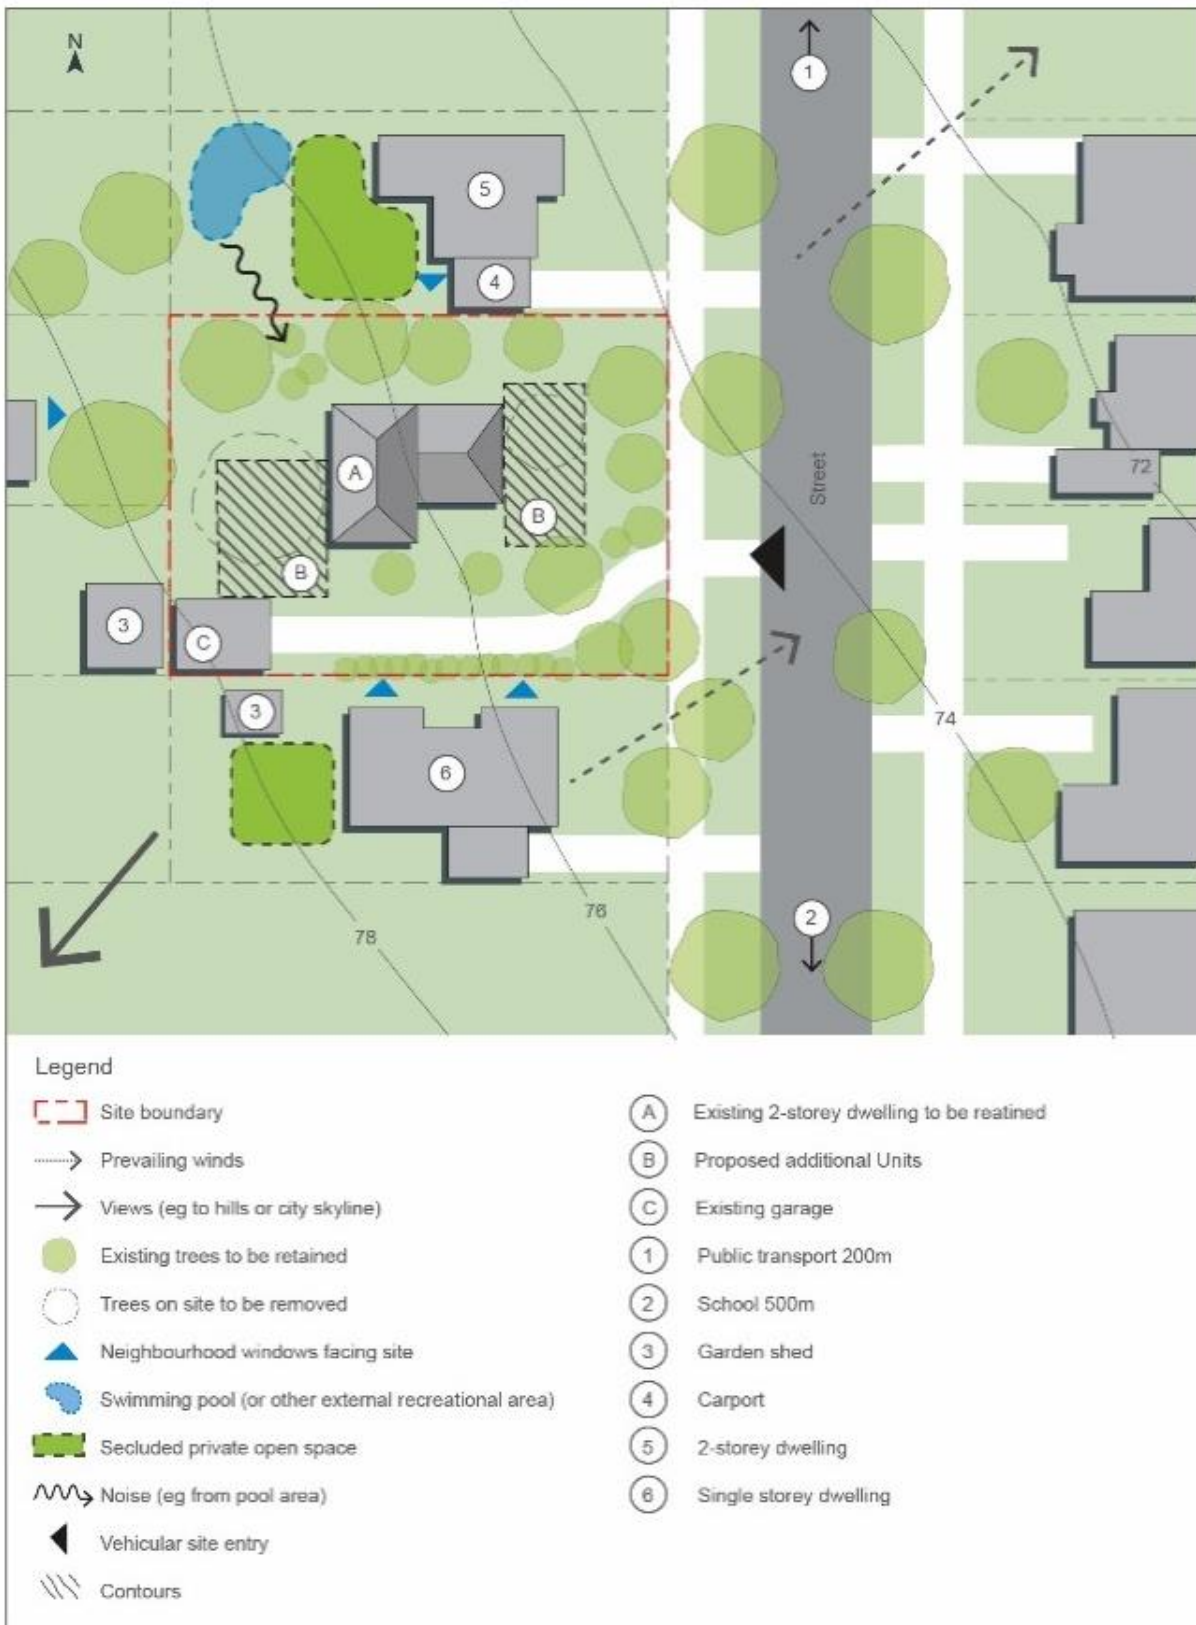 N
1
5
4
A
72
Street
B
B
3
C
3
74
6
2
76
78
Legend
Site boundary
Prevailing winds
Views (eg to hills or city skyline)
Existing trees to be retained
Trees on site to be removed
Neighbourhood windows facing site
Swimming pool (or other external recreational area)
Secluded private open space
Noise (eg from pool area)
Vehicular site entry
Contours
A Existing 2-storey dwelling to be reatined
B Proposed additional Units
C Existing garage
1 Public transport 200m
2 School 500m
3 Garden shed
4 Carport
5 2-storey dwelling
6 Single storey dwelling